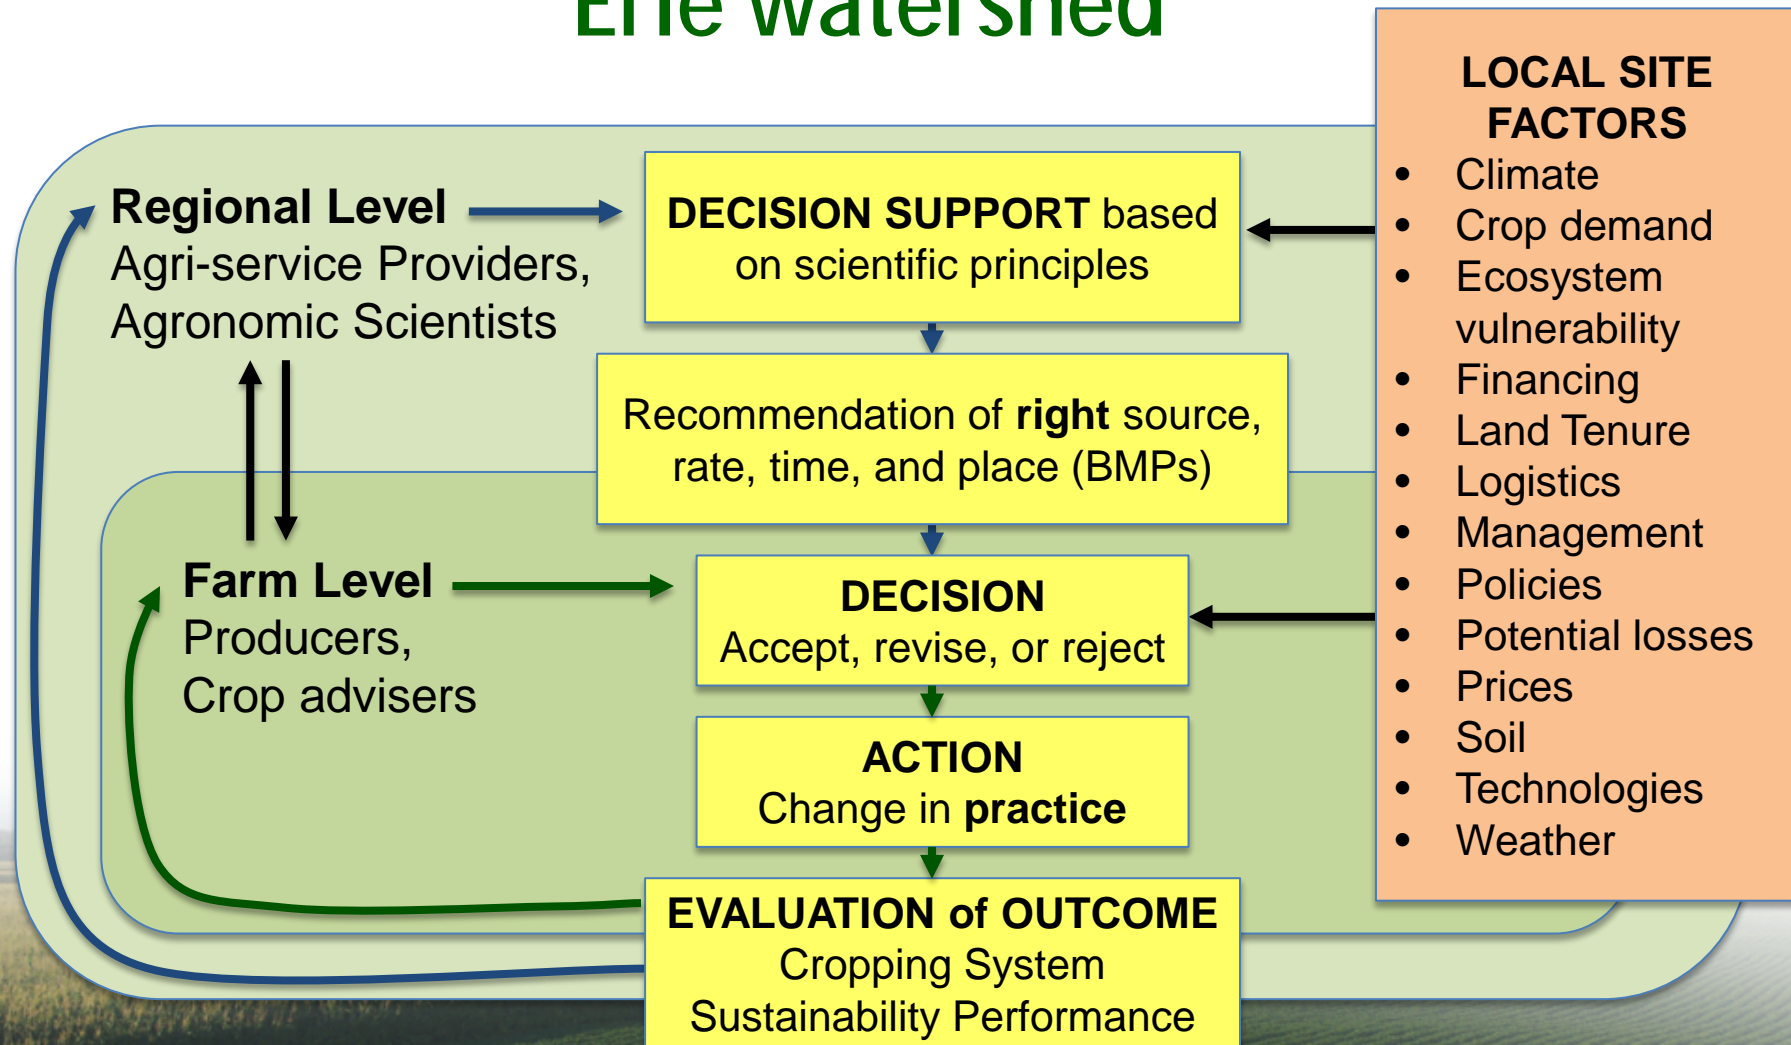 Erie watershed
LOCAL SITE
FACTORS
• Climate
• Crop demand
• Ecosystem
vulnerability
• Financing
• Land Tenure
• Logistics
• Management
• Policies
• Potential losses
• Prices
• Soil
• Technologies
• Weather
Regional Level
Agri-service Providers,
Agronomic Scientists
DECISION SUPPORT based
on scientific principles
Recommendation of right source,
rate, time, and place (BMPs)
Farm Level
Producers,
Crop advisers
DECISION
Accept, revise, or reject
ACTION
Change in practice
EVALUATION of OUTCOME
Cropping System
Sustainability Performance